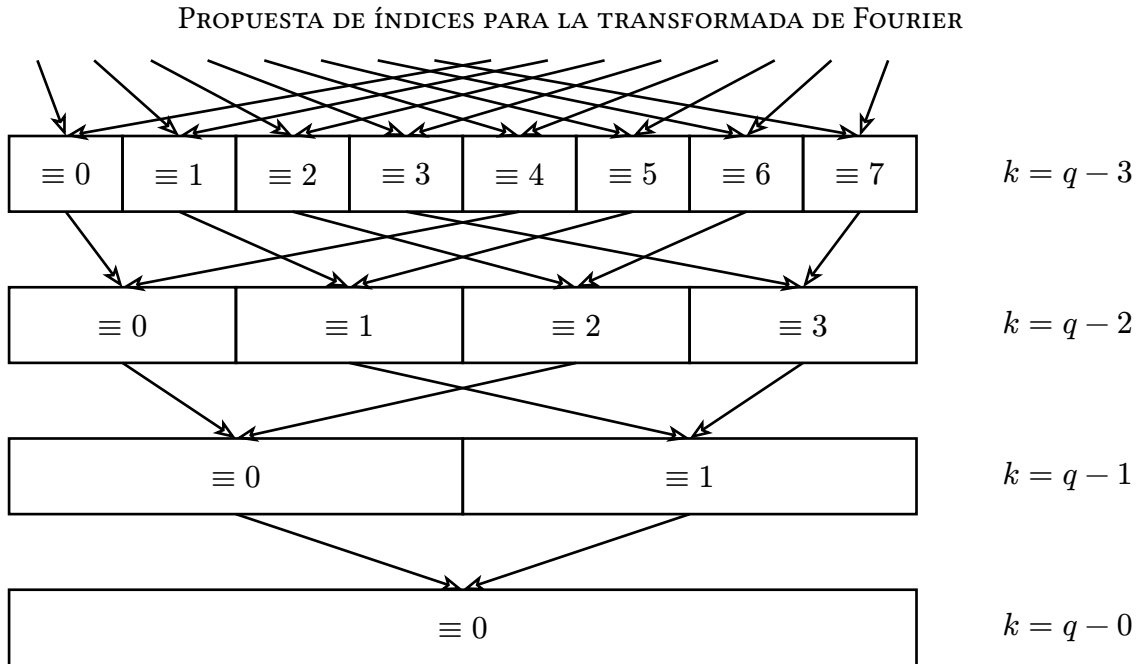 Propuesta de índices para la transformada de Fourier
≡ 0 ≡ 1 ≡ 2 ≡ 3 ≡ 4 ≡ 5 ≡ 6 ≡ 7 k = q − 3
≡ 0 ≡ 1 ≡ 2 ≡ 3 k = q − 2
≡ 0 ≡ 1 k = q − 1
≡ 0 k = q − 0